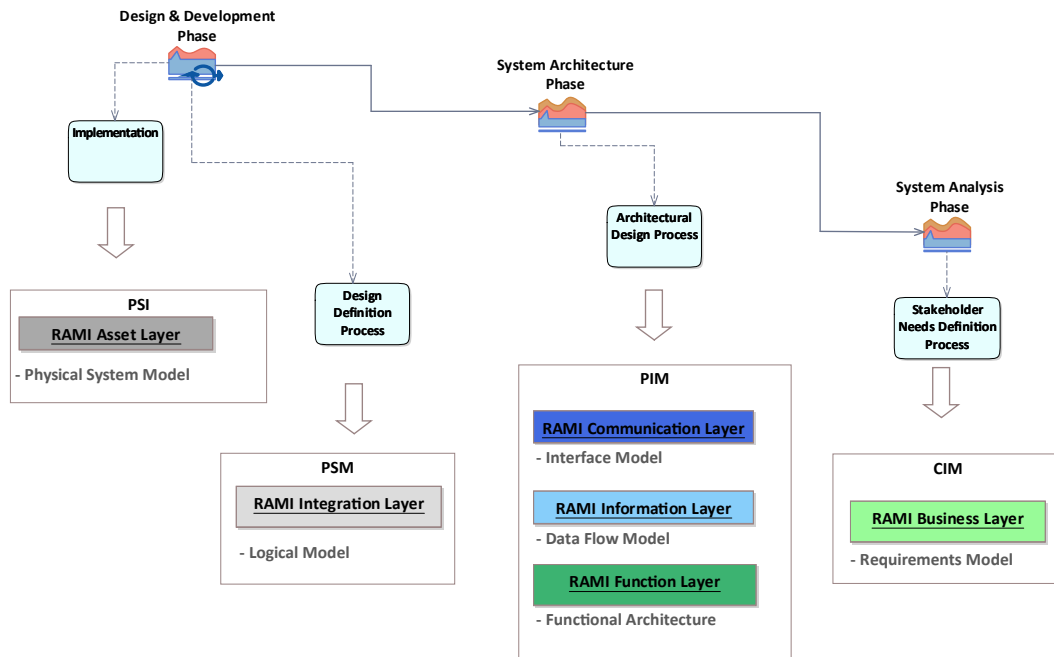 Design & Development
Phase
System Architecture
Phase
System Analysis
Phase
Implementation
Architectural
Design Process
Design
Definition
Process
Stakeholder
Needs Definition
Process
PSI
RAMI Asset Layer
- Physical System Model
PSM
RAMI Integration Layer
- Logical Model
PIM
RAMI Communication Layer
- Interface Model
RAMI Information Layer
- Data Flow Model
RAMI Function Layer
- Functional Architecture
CIM
RAMI Business Layer
- Requirements Model